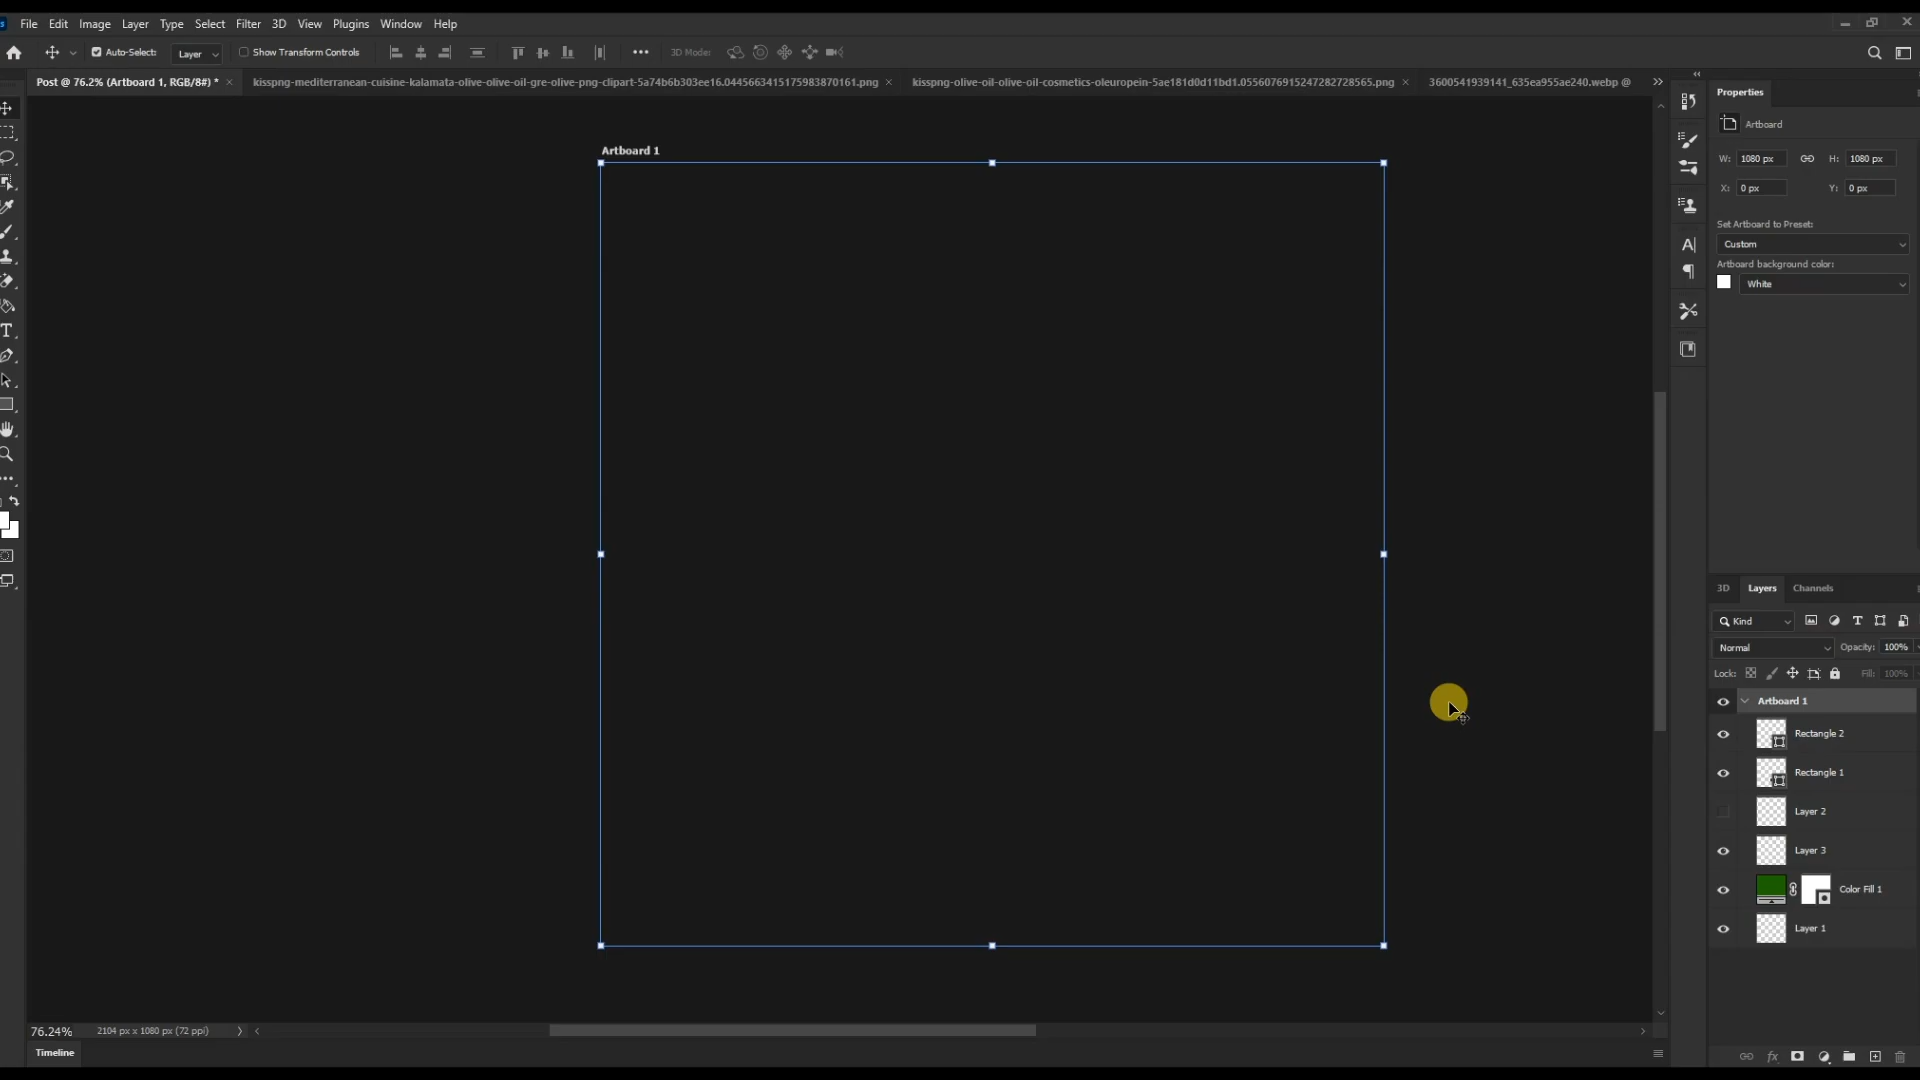 File Edit Image Layer Type Select Filter 3D View Plugins Window Help
Auto-Select: Layer Show Transform Controls 3D Mode:
Post @ 76.2% (Artboard 1, RGB/8#) * kisspng-mediterranean-cuisine-kalamata-olive-olive-oil-gre-olive-png-clipart-5a74b6b303ee16.0445663415175983870161.png kisspng-olive-oil-olive-oil-cosmetics-oleuropein-5ae181d0d11bd1.0556076915247282728565.png 3600541939141_635ea955ae240.webp @
Properties
Artboard
W: 1080 px H: 1080 px
X: 0 px Y: 0 px
Set Artboard to Preset:
Custom
Artboard background color:
White
Artboard 1
3D Layers Channels
Kind
Normal Opacity: 100%
Lock: Fill: 100%
Artboard 1
Rectangle 2
Rectangle 1
Layer 2
Layer 3
Color Fill 1
Layer 1
76.24% 2104 px x 1080 px (72 ppi)
Timeline